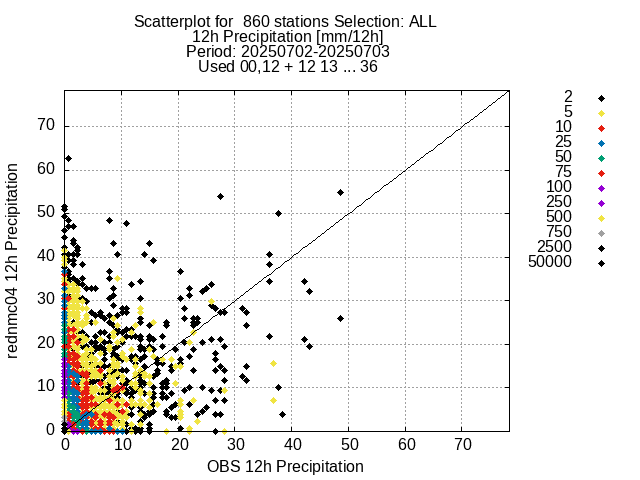 Scatterplot for  860 stations Selection: ALL
12h Precipitation [mm/12h]
Period: 20250702-20250703
Used 00,12 + 12 13 ... 36
rednmc04 12h Precipitation
70
60
50
40
30
20
10
0
0 10 20 30 40 50 60 70
OBS 12h Precipitation
2
5
10
25
50
75
100
250
500
750
2500
50000